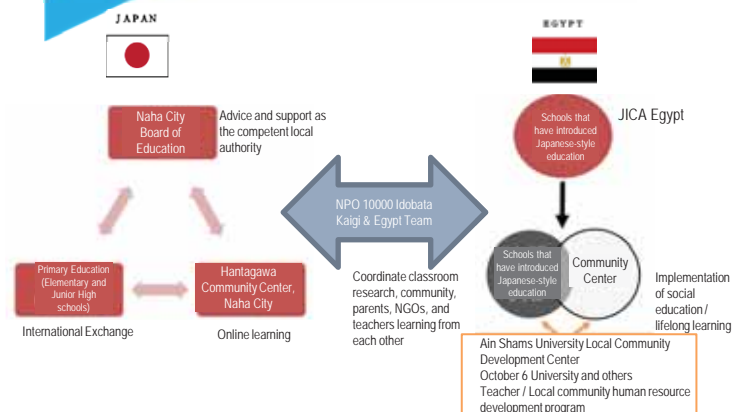 JAPAN
EGYPT
Naha City
Board of
Education
Advice and support as
the competent local
authority
Schools that
have introduced
Japanese-style
education
JICA Egypt
NPO 10000 Idobata
Kaigi & Egypt Team
Primary Education
(Elementary and
Junior High
schools)
International Exchange
Hantagawa
Community Center,
Naha City
Online learning
Coordinate classroom
research, community,
parents, NGOs, and
teachers learning from
each other
Schools that
have introduced
Japanese-style
education
Community
Center
Implementation
of social
education /
lifelong learning
Ain Shams University Local Community
Development Center
October 6 University and others
Teacher / Local community human resource
development program